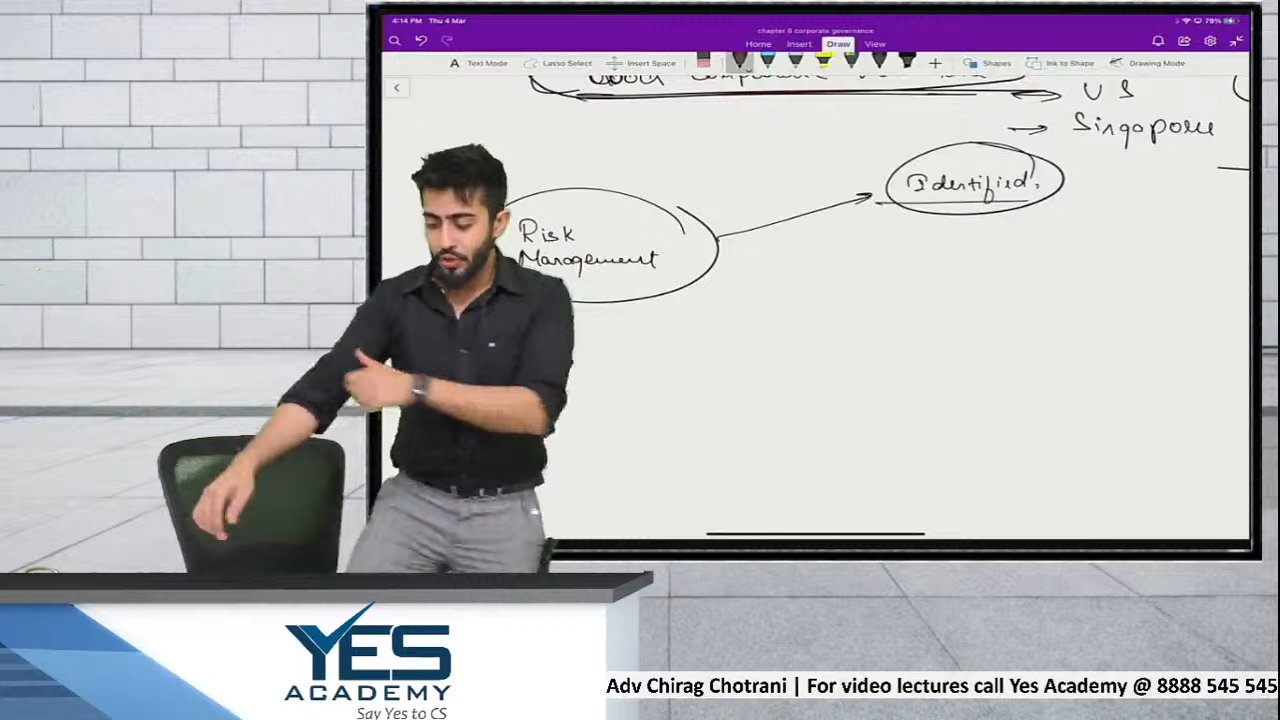 4:14 PM Thu 4 Mar
79%
chapter 8 corporate governance
Home Insert Draw View
Text Mode Lasso Select Insert Space Shapes Ink to Shape Drawing Mode
US
Singapore
Identified.
Risk
Management
YES
ACADEMY
Say Yes to CS
Adv Chirag Chotrani | For video lectures call Yes Academy @ 8888 545 545